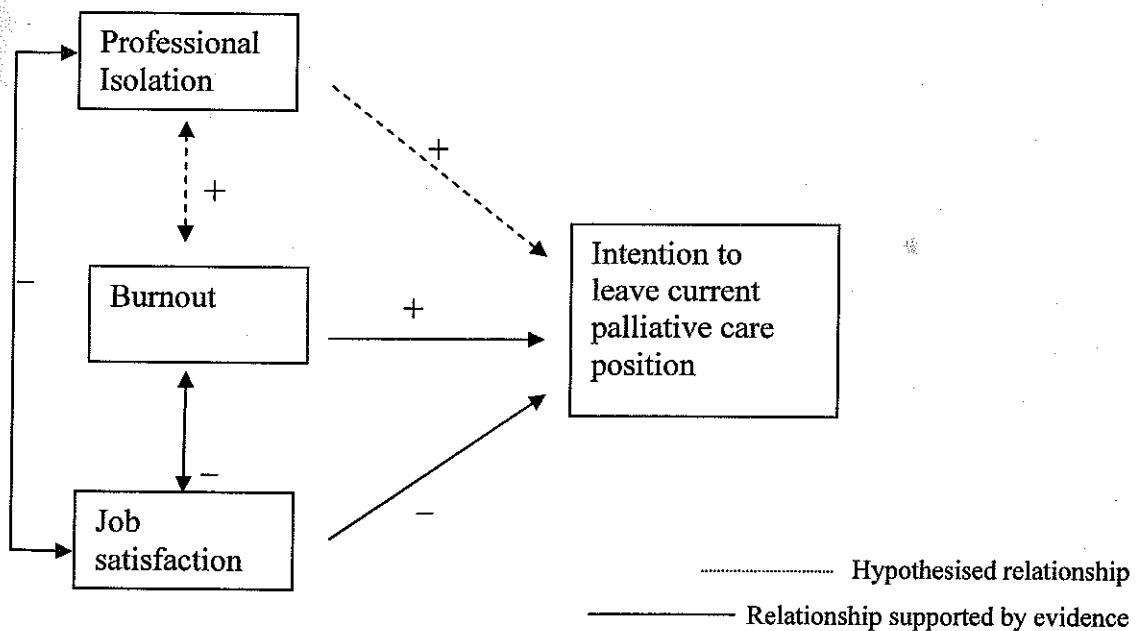 Professional
Isolation
+
+
–
Burnout
+
Intention to
leave current
palliative care
position
–
Job
satisfaction
–
Hypothesised relationship
Relationship supported by evidence